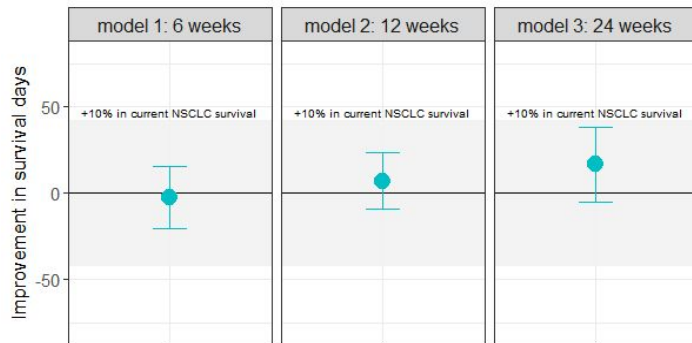 model 1: 6 weeks
model 2: 12 weeks
model 3: 24 weeks
Improvement in survival days
50
0
-50
+10% in current NSCLC survival
+10% in current NSCLC survival
+10% in current NSCLC survival